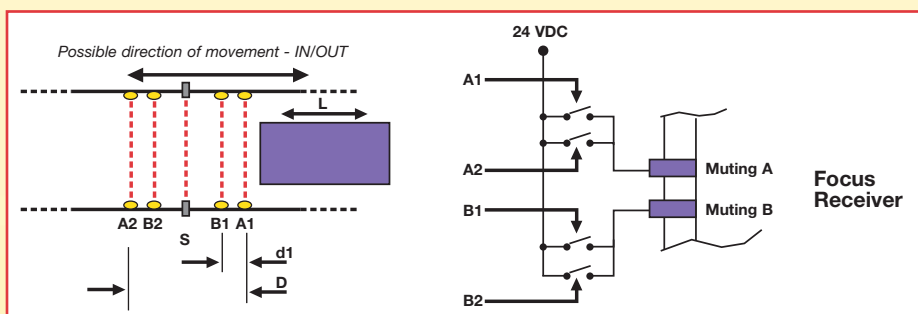 Possible direction of movement - IN/OUT
L
A2 B2 B1 A1
S
d1
D
24 VDC
A1
A2
Muting A
B1
Muting B
B2
Focus
Receiver